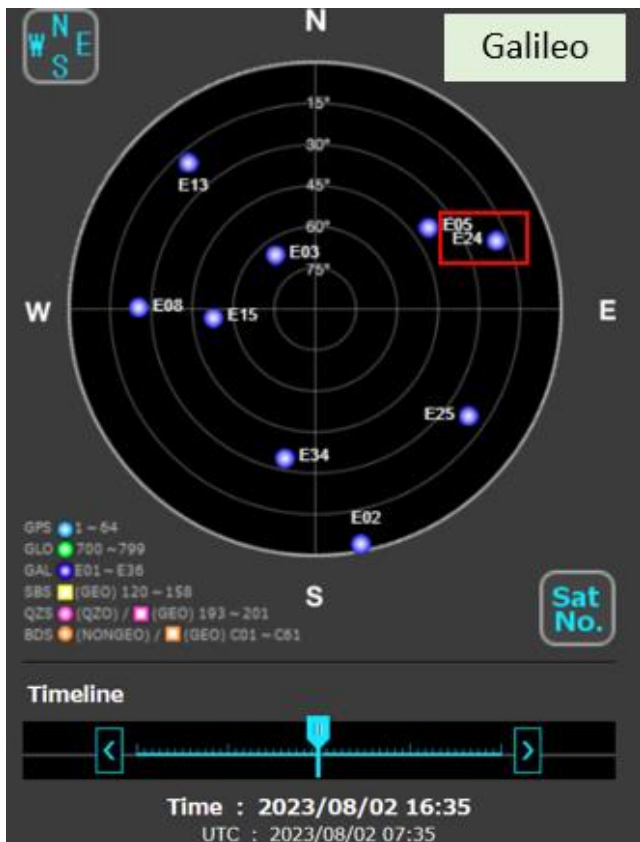 N
W E
S
N
Galileo
15°
30°
45°
60°
75°
E13
E05
E24
E03
W
E08
E15
E
E25
E34
E02
S
GPS 1 ~ 64
GLO 700 ~ 799
GAL E01 ~ E36
SBS (GEO) 120 ~ 158
QZS (QZO) / (GEO) 193 ~ 201
BDS (NONGEO) / (GEO) C01 ~ C61
Sat
No.
Timeline
Time : 2023/08/02 16:35
UTC : 2023/08/02 07:35